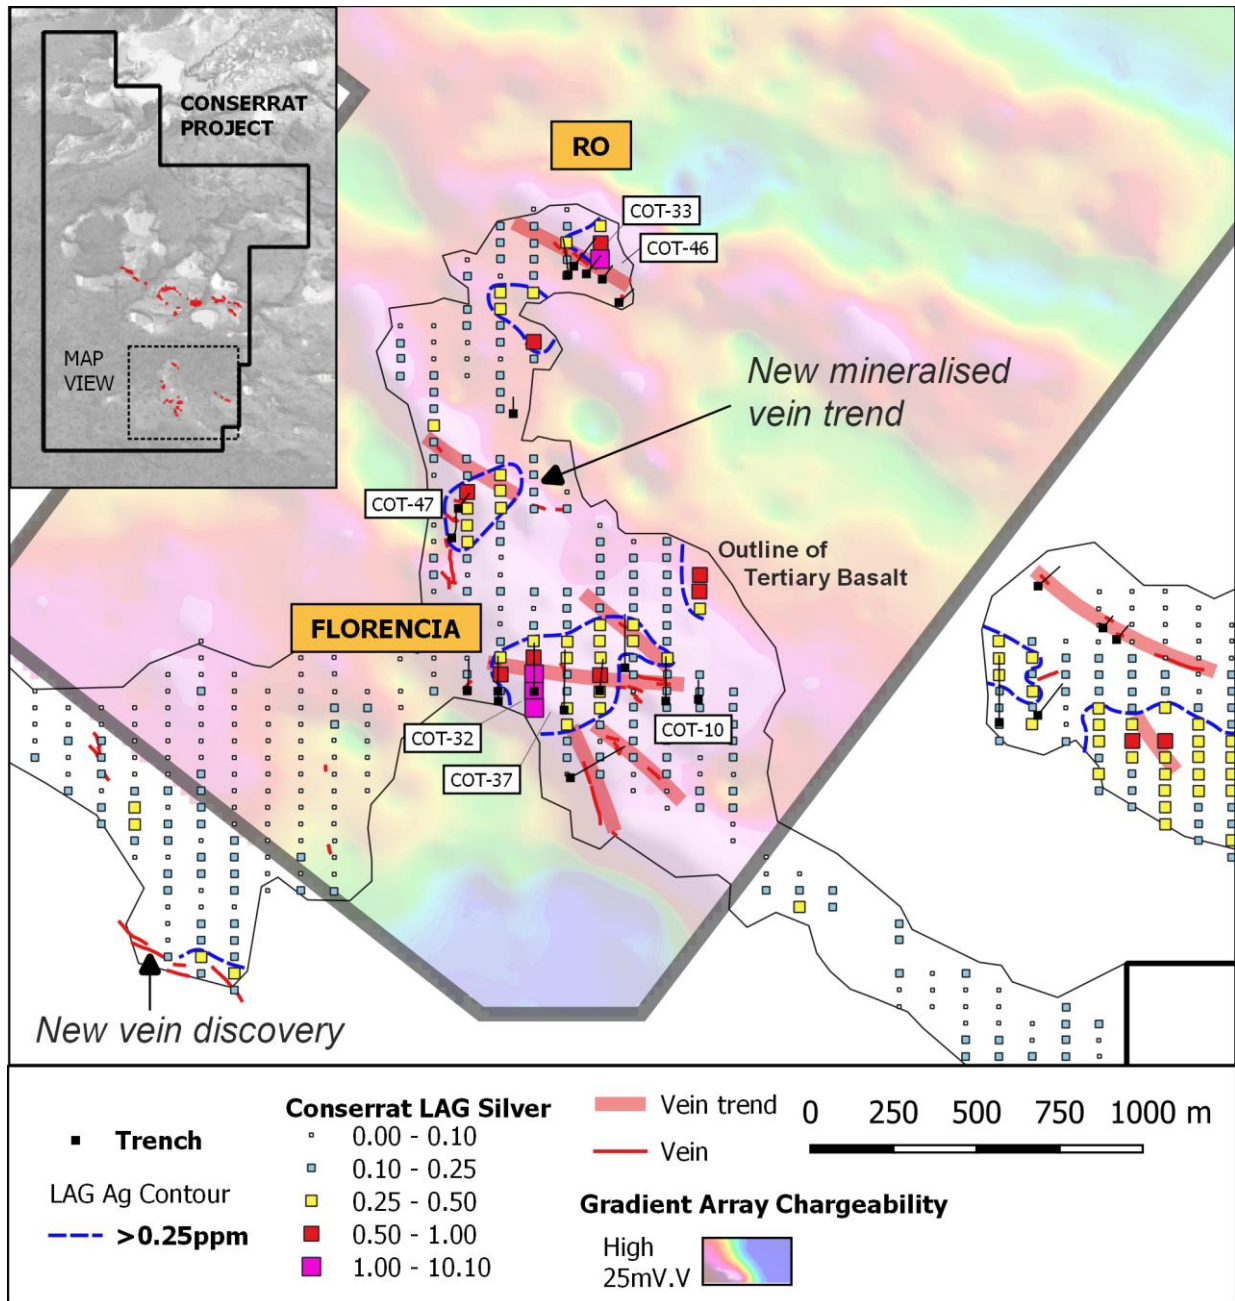 CONSERRAT
PROJECT
MAP
VIEW
RO
COT-33
COT-46
New mineralised
vein trend
COT-47
Outline of
Tertiary Basalt
FLORENCIA
COT-32
COT-10
COT-37
New vein discovery
Trench
LAG Ag Contour
>0.25ppm
Conserrat LAG Silver
0.00 - 0.10
0.10 - 0.25
0.25 - 0.50
0.50 - 1.00
1.00 - 10.10
Vein trend
Vein
0 250 500 750 1000 m
Gradient Array Chargeability
High
25mV.V